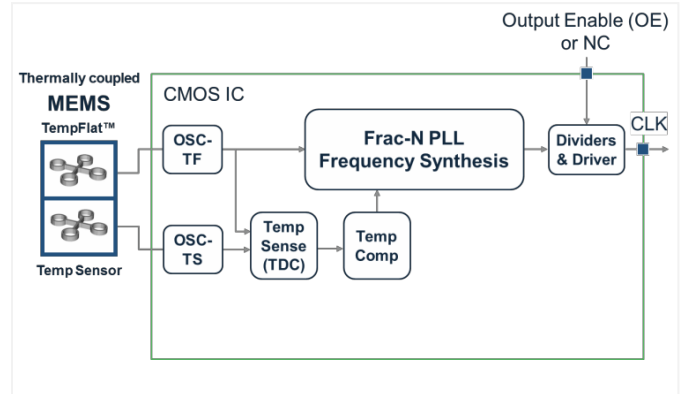 Output Enable (OE)
or NC
Thermally coupled
MEMS
TempFlat™
CMOS IC
CLK
OSC-
TF
Frac-N PLL
Frequency Synthesis
Dividers
& Driver
OSC-
TS
Temp
Sense
(TDC)
Temp
Comp
Temp Sensor